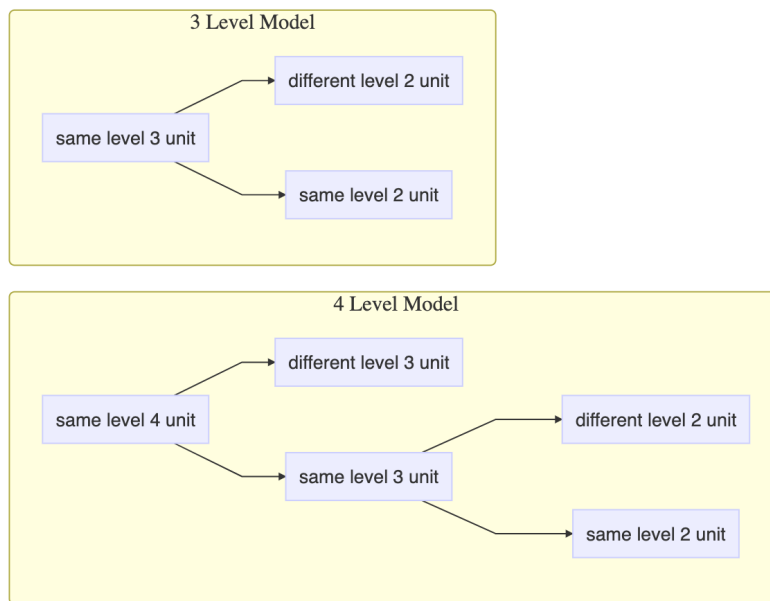 3 Level Model
different level 2 unit
same level 3 unit
same level 2 unit
4 Level Model
different level 3 unit
same level 4 unit
different level 2 unit
same level 3 unit
same level 2 unit